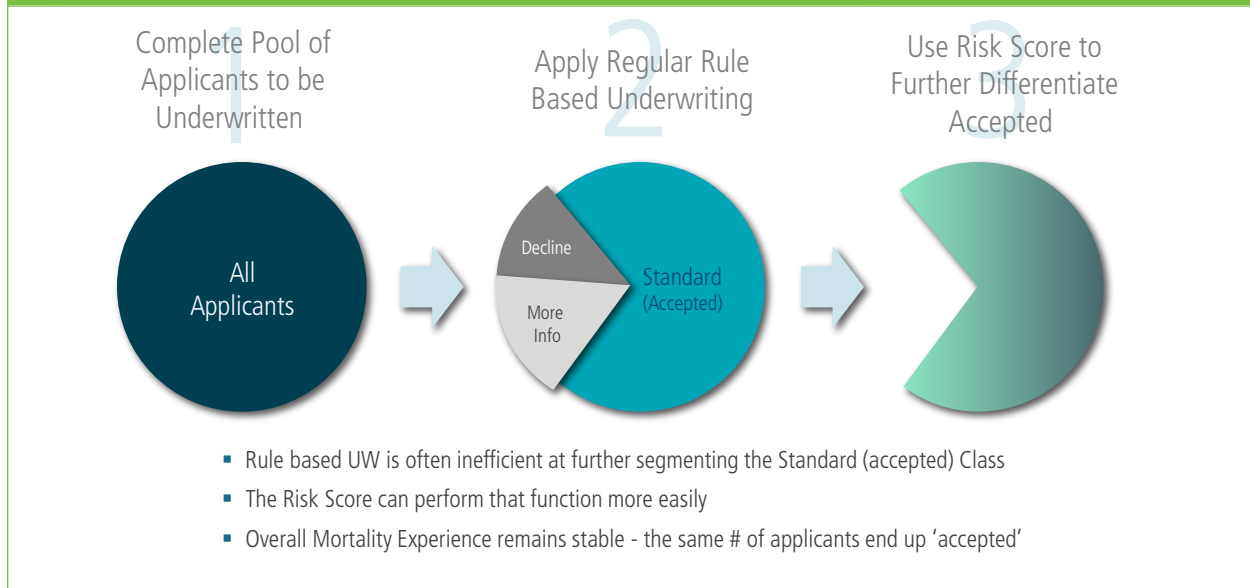 1
Complete Pool of
Applicants to be
Underwritten
2
Apply Regular Rule
Based Underwriting
3
Use Risk Score to
Further Differentiate
Accepted
All
Applicants
Decline
More
Info
Standard
(Accepted)
▪ Rule based UW is often inefficient at further segmenting the Standard (accepted) Class
▪ The Risk Score can perform that function more easily
▪ Overall Mortality Experience remains stable - the same # of applicants end up ‘accepted’